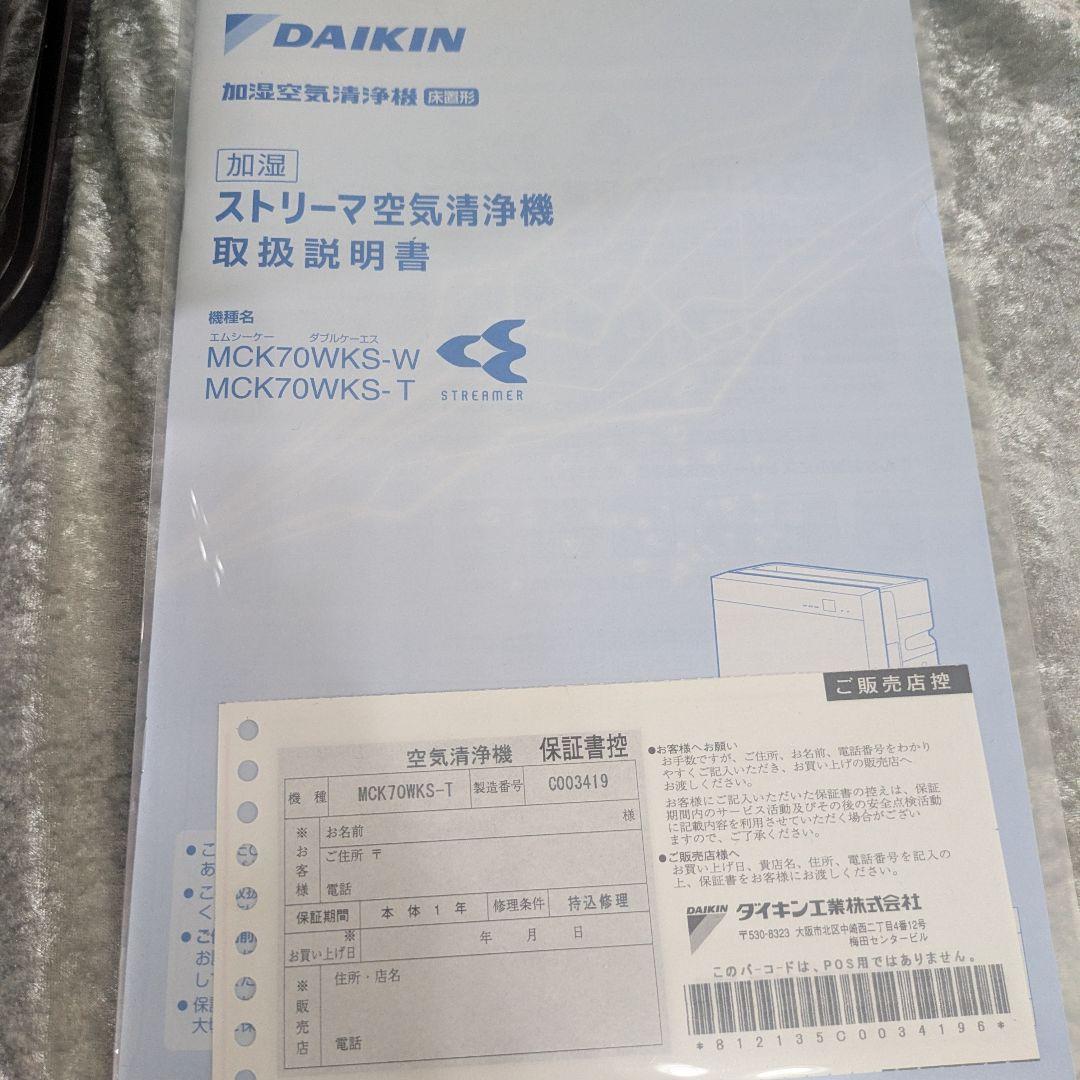 DAIKIN
加湿空気清浄機 床置形
加湿
ストリーマ空気清浄機
取扱説明書
機種名
エムシーケー ダブルケーエス
MCK70WKS-W
MCK70WKS-T
STREAMER
ご販売店控
空気清浄機 保証書控
機種 MCK70WKS-T 製造番号 C003419
※お客様
お名前 様
ご住所 〒
電話
保証期間 本体1年 修理条件 持込修理
※お買い上げ日 年 月 日
※販売店
住所・店名
電話
●お客様へお願い
お手数ですが、ご住所、お名前、電話番号をわかり
やすくご記入いただき、お買い上げの販売店へ
お渡しください。
お客様にご記入いただいた保証書の控えは、保証
期間内のサービス活動及びその後の安全点検活動
に記載内容を利用させていただく場合がござい
ますので、ご了承ください。
●ご販売店様へ
お買い上げ日、貴店名、住所、電話番号を記入の
上、保証書をお客様にお渡しください。
DAIKIN ダイキン工業株式会社
〒530-8323 大阪市北区中崎西二丁目4番12号
梅田センタービル
このバーコードは、POS用ではありません。
*812135C0034196*